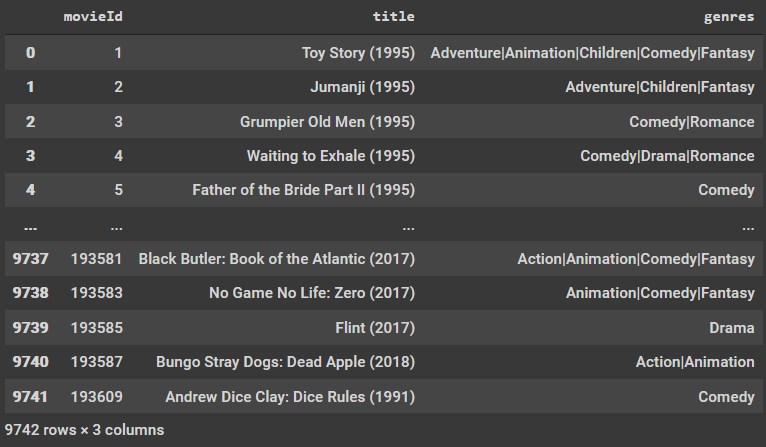 movieId title genres
0 1 Toy Story (1995) Adventure|Animation|Children|Comedy|Fantasy
1 2 Jumanji (1995) Adventure|Children|Fantasy
2 3 Grumpier Old Men (1995) Comedy|Romance
3 4 Waiting to Exhale (1995) Comedy|Drama|Romance
4 5 Father of the Bride Part II (1995) Comedy
... ... ... ...
9737 193581 Black Butler: Book of the Atlantic (2017) Action|Animation|Comedy|Fantasy
9738 193583 No Game No Life: Zero (2017) Animation|Comedy|Fantasy
9739 193585 Flint (2017) Drama
9740 193587 Bungo Stray Dogs: Dead Apple (2018) Action|Animation
9741 193609 Andrew Dice Clay: Dice Rules (1991) Comedy
9742 rows × 3 columns